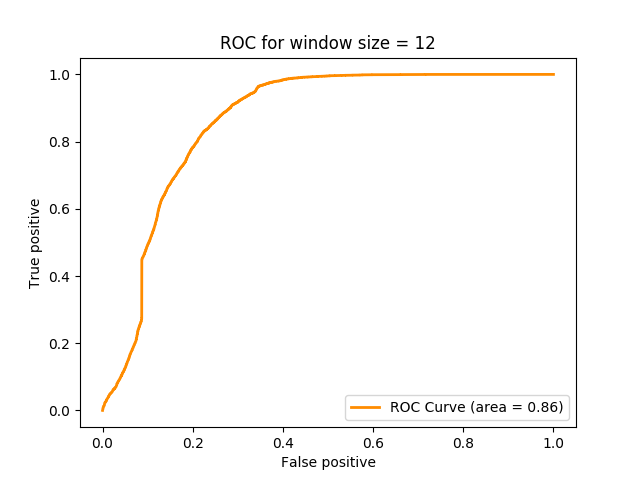 ROC for window size = 12
True positive
1.0
0.8
0.6
0.4
0.2
0.0
0.0 0.2 0.4 0.6 0.8 1.0
False positive
ROC Curve (area = 0.86)